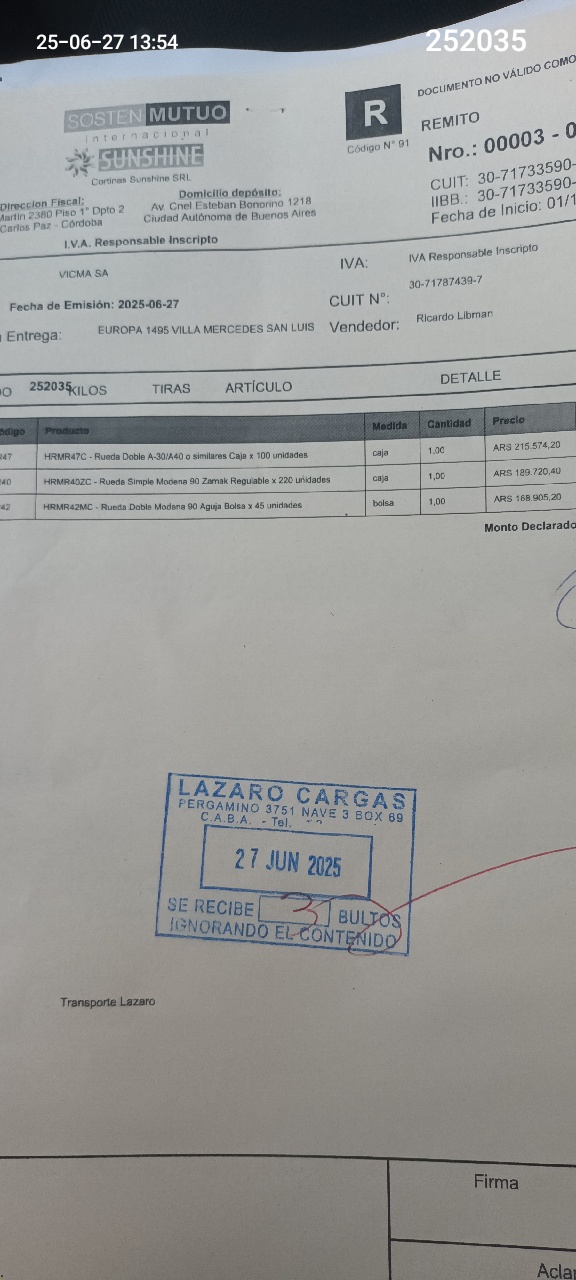 25-06-27 13:54
252035
SOSTÉN MUTUO
internacional
SUNSHINE
Cortinas Sunshine SRL
Direccion Fiscal:
Martin 2380 Piso 1° Dpto 2
Carlos Paz - Córdoba
Domicilio depósito:
Av. Cnel Esteban Bonorino 1218
Ciudad Autónoma de Buenos Aires
I.V.A. Responsable Inscripto
R
Código N° 91
DOCUMENTO NO VÁLIDO COMO
REMITO
Nro.: 00003 - 0
CUIT: 30-71733590-
IIBB.: 30-71733590-
Fecha de Inicio: 01/1
VICMA SA
IVA: IVA Responsable Inscripto
Fecha de Emisión: 2025-06-27
CUIT N°: 30-71787439-7
Entrega: EUROPA 1495 VILLA MERCEDES SAN LUIS
Vendedor: Ricardo Libman
252035 KILOS TIRAS ARTÍCULO DETALLE
Producto Medida Cantidad Precio
HRMR47C - Rueda Doble A-30/A40 o similares Caja x 100 unidades caja 1,00 ARS 215.574,20
HRMR40ZC - Rueda Simple Modena 90 Zamak Regulable x 220 unidades caja 1,00 ARS 189.720,40
HRMR42MC - Rueda Doble Modena 90 Aguja Bolsa x 45 unidades bolsa 1,00 ARS 168.905,20
Monto Declarado
LAZARO CARGAS
PERGAMINO 3751 NAVE 3 BOX 69
C.A.B.A. - Tel.
27 JUN 2025
SE RECIBE 3 BULTOS
IGNORANDO EL CONTENIDO
Transporte Lazaro
Firma